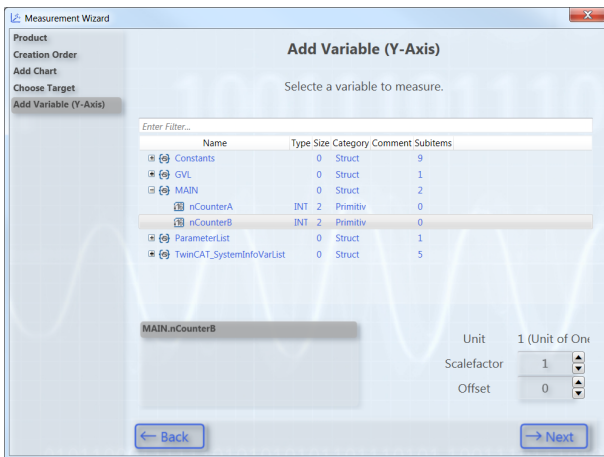 Measurement Wizard
Product
Creation Order
Add Chart
Choose Target
Add Variable (Y-Axis)
Add Variable (Y-Axis)
Selecte a variable to measure.
Enter Filter...
Name Type Size Category Comment Subitems
Constants 0 Struct 9
GVL 0 Struct 1
MAIN 0 Struct 2
nCounterA INT 2 Primitiv 0
nCounterB INT 2 Primitiv 0
ParameterList 0 Struct 1
TwinCAT_SystemInfoVarList 0 Struct 5
MAIN.nCounterB
Unit 1 (Unit of One
Scalefactor 1
Offset 0
← Back
→ Next